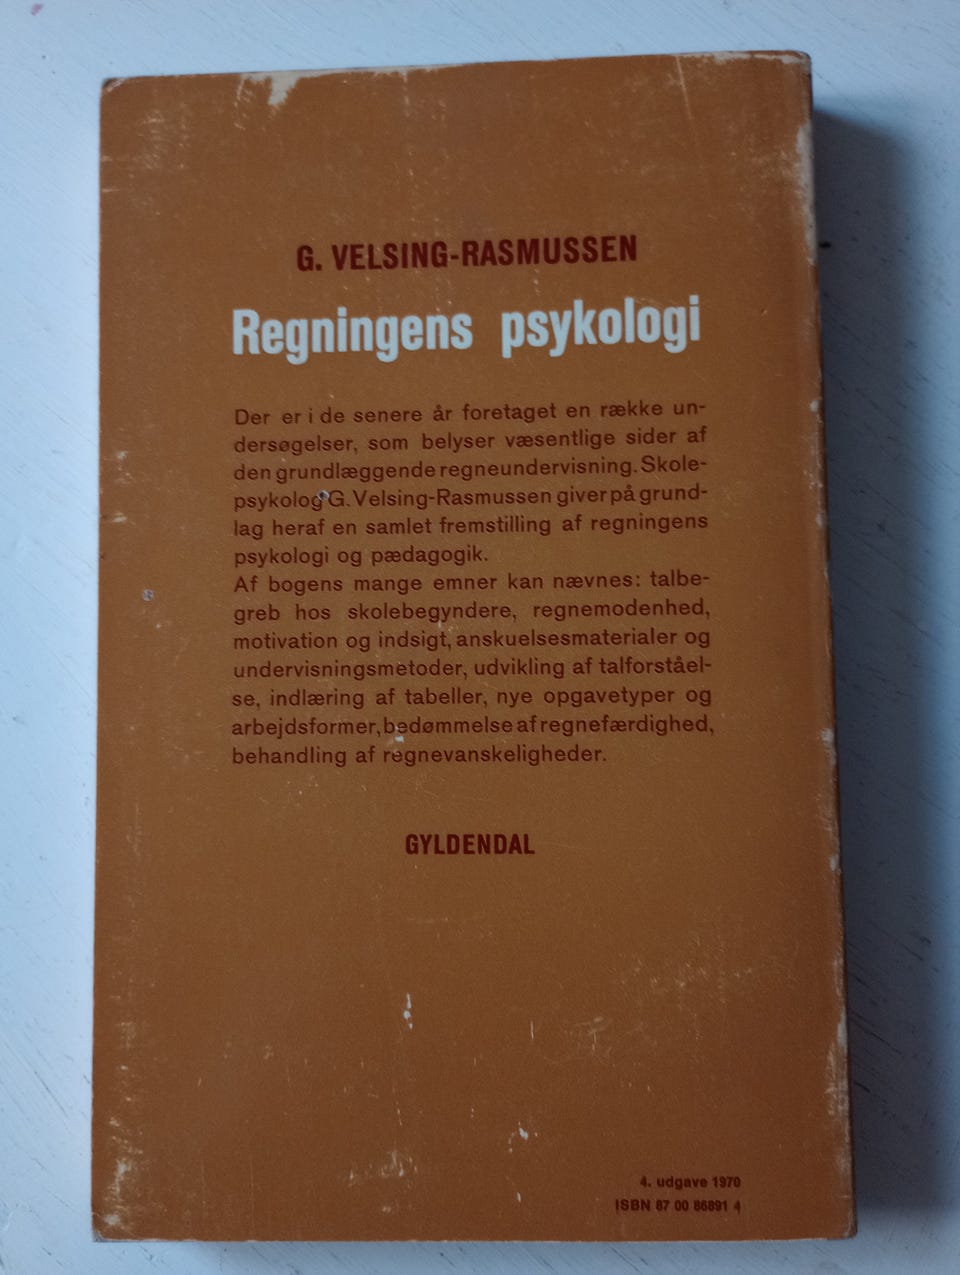 G. VELSING-RASMUSSEN
Regningens psykologi
Der er i de senere år foretaget en række un-
dersøgelser, som belyser væsentlige sider af
den grundlæggende regneundervisning. Skole-
psykolog G. Velsing-Rasmussen giver på grund-
lag heraf en samlet fremstilling af regningens
psykologi og pædagogik.
Af bogens mange emner kan nævnes: talbe-
greb hos skolebegyndere, regnemodenhed,
motivation og indsigt, anskuelsesmaterialer og
undervisningsmetoder, udvikling af talforståel-
se, indlæring af tabeller, nye opgavetyper og
arbejdsformer, bedømmelse af regnefærdighed,
behandling af regnevanskeligheder.
GYLDENDAL
4. udgave 1970
ISBN 87 00 86891 4